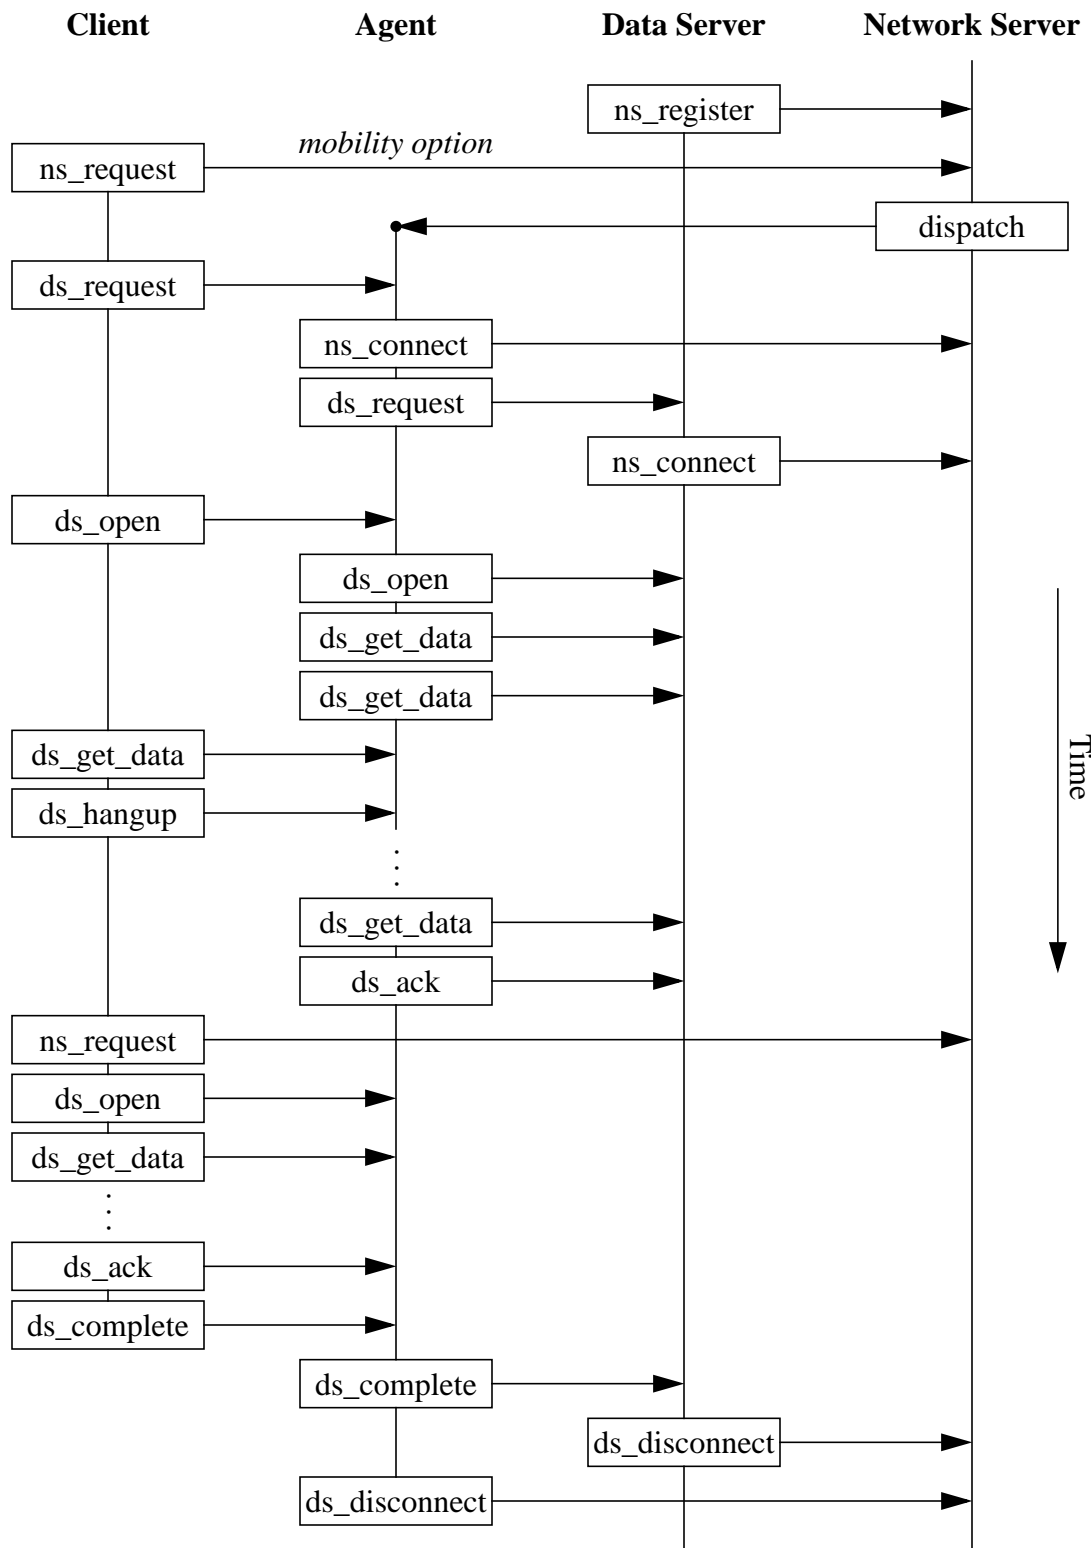 Client Agent Data Server Network Server
ns_register
mobility option
ns_request
dispatch
ds_request
ns_connect
ds_request
ns_connect
ds_open
ds_open
ds_get_data
ds_get_data
ds_get_data
Time
ds_hangup
ds_get_data
ds_ack
ns_request
ds_open
ds_get_data
ds_ack
ds_complete
ds_complete
ds_disconnect
ds_disconnect